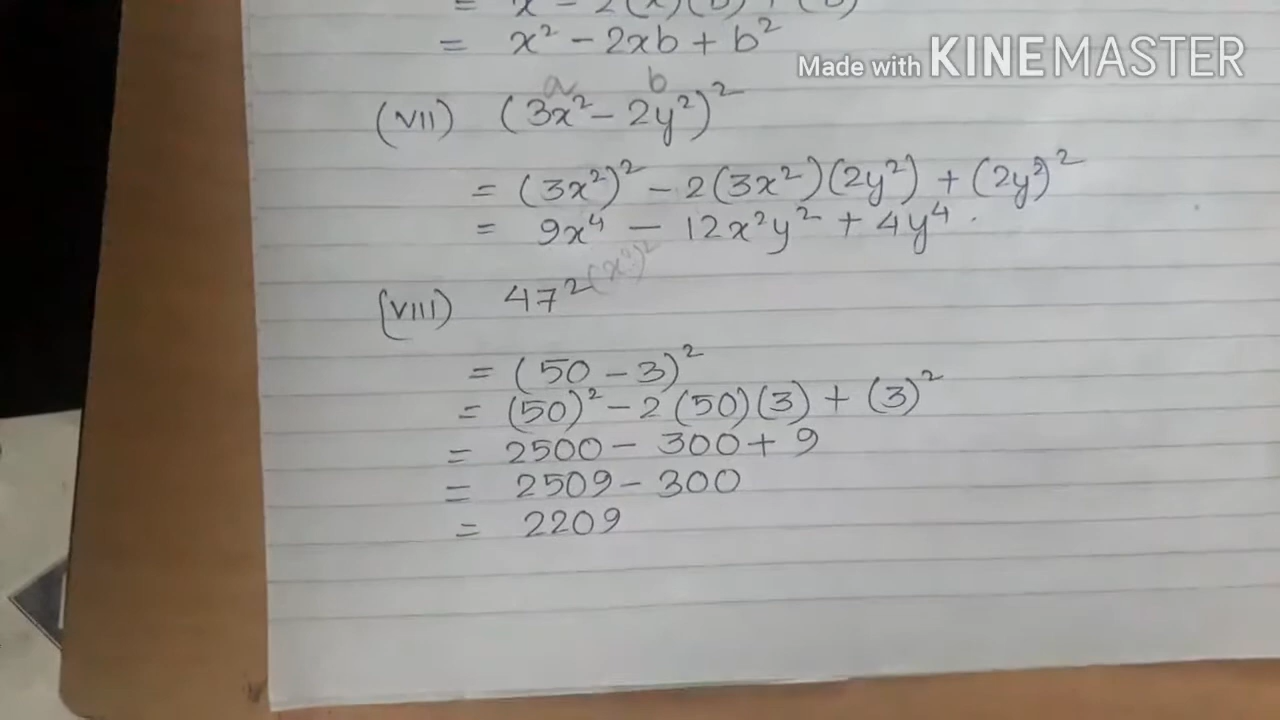 = x² - 2xb + b²
Made with KINEMASTER
a b
(VII) (3x² - 2y²)²
= (3x²)² - 2(3x²)(2y²) + (2y²)²
= 9x⁴ - 12x²y² + 4y⁴.
(VIII) 47²
= (50 - 3)²
= (50)² - 2(50)(3) + (3)²
= 2500 - 300 + 9
= 2509 - 300
= 2209